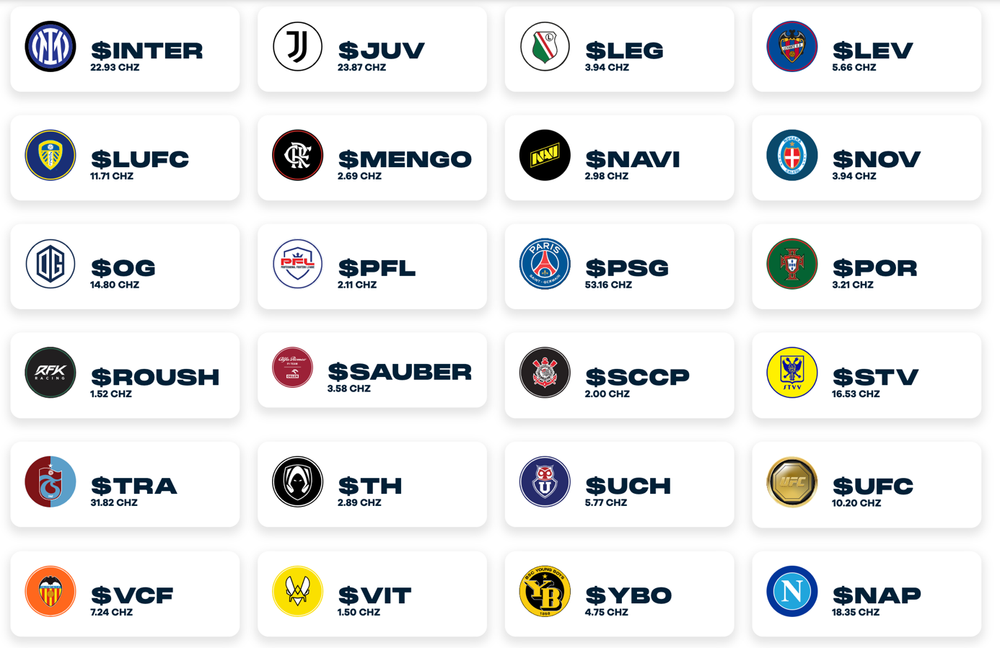 $INTER
22.93 CHZ
$JUV
23.87 CHZ
L
$LEG
3.94 CHZ
LEVANTE U.D.
$LEV
5.66 CHZ
$LUFC
11.71 CHZ
$MENGO
2.69 CHZ
NAVI
$NAVI
2.98 CHZ
NOVARA
CALCIO
$NOV
3.94 CHZ
OG
$OG
14.80 CHZ
PFL
PROFESSIONAL FIGHTERS LEAGUE
$PFL
2.11 CHZ
PARIS
SAINT-GERMAIN
$PSG
53.16 CHZ
$POR
3.21 CHZ
RFK
RACING
$ROUSH
1.52 CHZ
Alfa Romeo
F1 TEAM
ORLEN
$SAUBER
3.58 CHZ
$SCCP
2.00 CHZ
STVV
$STV
16.53 CHZ
$TRA
31.82 CHZ
$TH
2.89 CHZ
U
$UCH
5.77 CHZ
UFC
$UFC
10.20 CHZ
$VCF
7.24 CHZ
$VIT
1.50 CHZ
BSC YOUNG BOYS
YB
1898
$YBO
4.75 CHZ
N
$NAP
18.35 CHZ